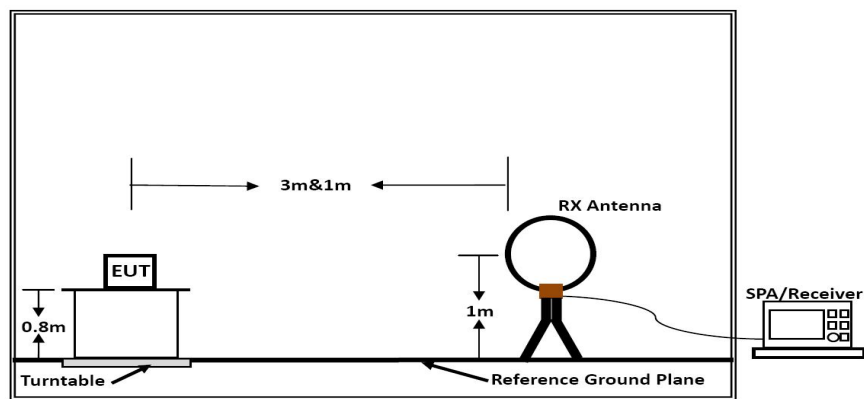 3m&1m
RX Antenna
EUT
SPA/Receiver
0.8m
1m
Turntable
Reference Ground Plane